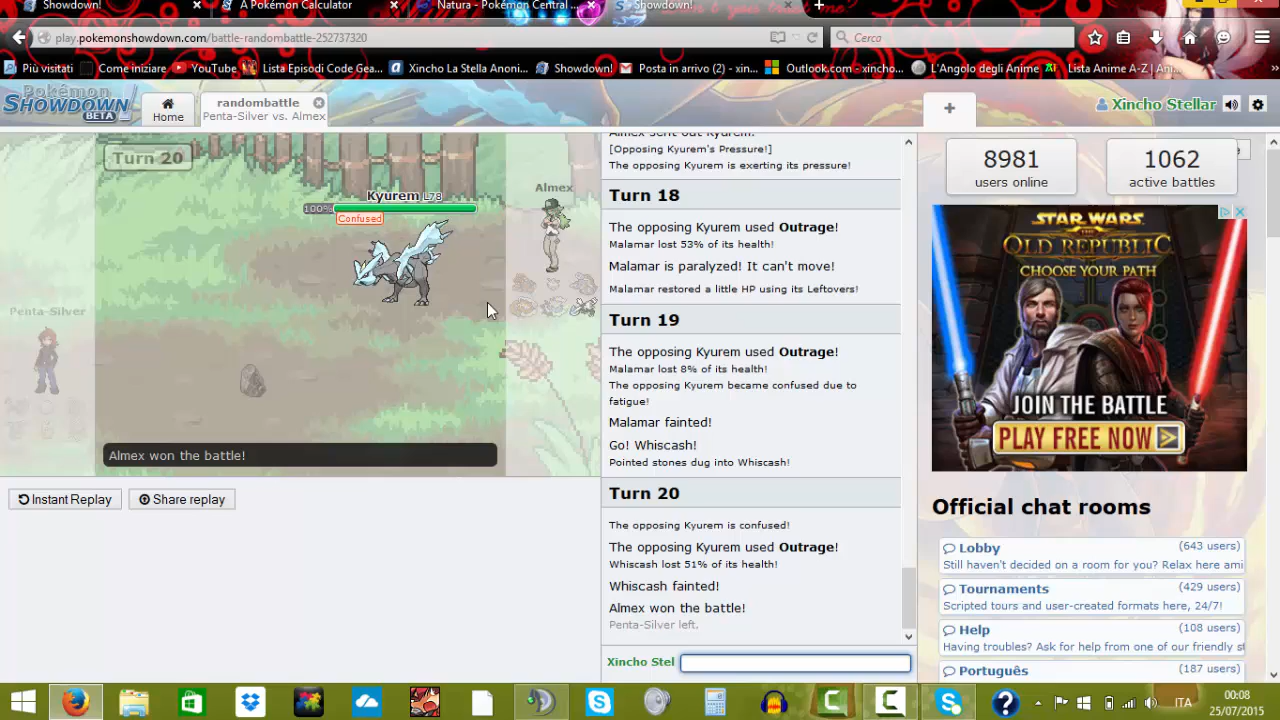 Showdown!
A Pokémon Calculator
Natura - Pokémon Central ...
Showdown!
play.pokemonshowdown.com/battle-randombattle-252737320
Cerca
Più visitati
Come iniziare
YouTube
Lista Episodi Code Gea...
Xincho La Stella Anoni...
Showdown!
Posta in arrivo (2) - xin...
Outlook.com - xincho...
L'Angolo degli Anime
Lista Anime A-Z | Ani...
Pokémon
Showdown
BETA
Home
randombattle
Penta-Silver vs. Almex
Xincho Stellar
Turn 20
Kyurem L78
100%
Confused
Almex
Penta-Silver
Almex won the battle!
Instant Replay
Share replay
Almex sent out Kyurem!
[Opposing Kyurem's Pressure!]
The opposing Kyurem is exerting its pressure!
Turn 18
The opposing Kyurem used Outrage!
Malamar lost 53% of its health!
Malamar is paralyzed! It can't move!
Malamar restored a little HP using its Leftovers!
Turn 19
The opposing Kyurem used Outrage!
Malamar lost 8% of its health!
The opposing Kyurem became confused due to
fatigue!
Malamar fainted!
Go! Whiscash!
Pointed stones dug into Whiscash!
Turn 20
The opposing Kyurem is confused!
The opposing Kyurem used Outrage!
Whiscash lost 51% of its health!
Whiscash fainted!
Almex won the battle!
Penta-Silver left.
Xincho Stel
8981
users online
1062
active battles
STAR WARS
THE
OLD REPUBLIC
CHOOSE YOUR PATH
JOIN THE BATTLE
PLAY FREE NOW
Official chat rooms
Lobby
(643 users)
Still haven't decided on a room for you? Relax here ami
Tournaments
(429 users)
Scripted tours and user-created formats here, 24/7!
Help
(108 users)
Having troubles? Ask for help from one of our friendly st
Português
(187 users)
ITA
00:08
25/07/2015